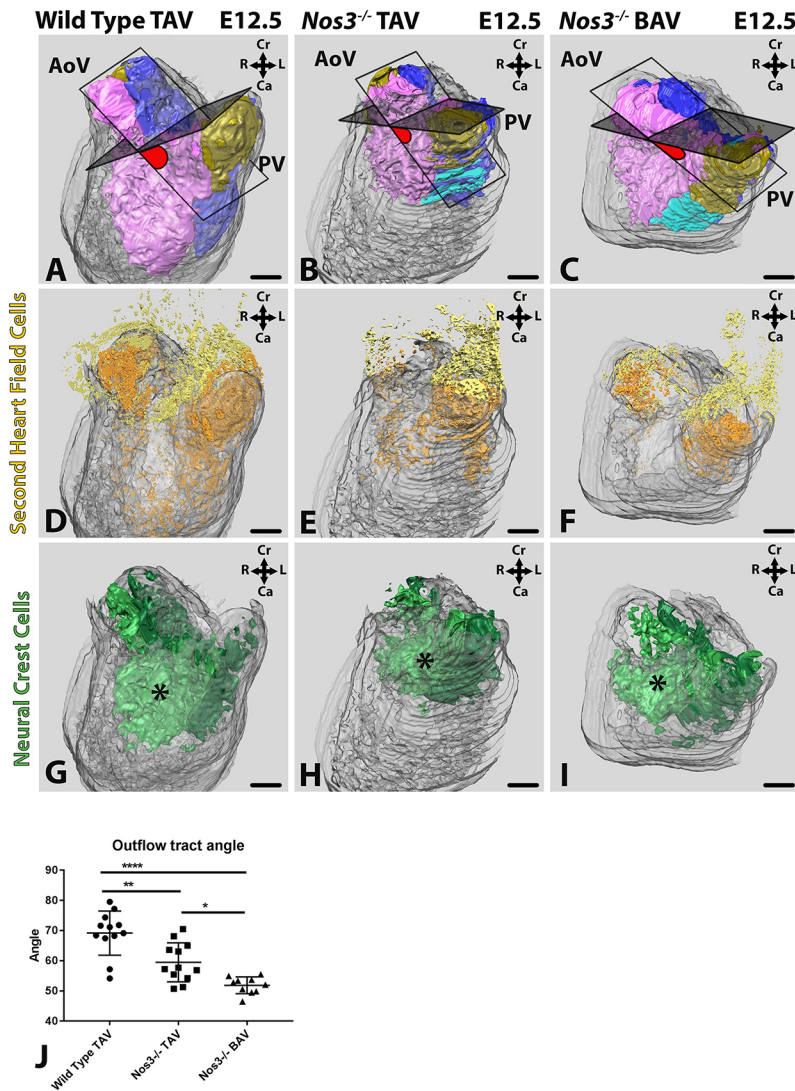 Wild Type TAV E12.5 Nos3-/- TAV E12.5 Nos3-/- BAV E12.5
AoV Cr R L Ca PV A
AoV Cr R L Ca PV B
AoV Cr R L Ca PV C
Second Heart Field Cells
Cr R L Ca D
Cr R L Ca E
Cr R L Ca F
Neural Crest Cells
Cr R L Ca * G
Cr R L Ca * H
Cr R L Ca * I
Outflow tract angle
****
**
*
90
80
70
60
50
40
Angle
Wild Type TAV
Nos3-/- TAV
Nos3-/- BAV
J